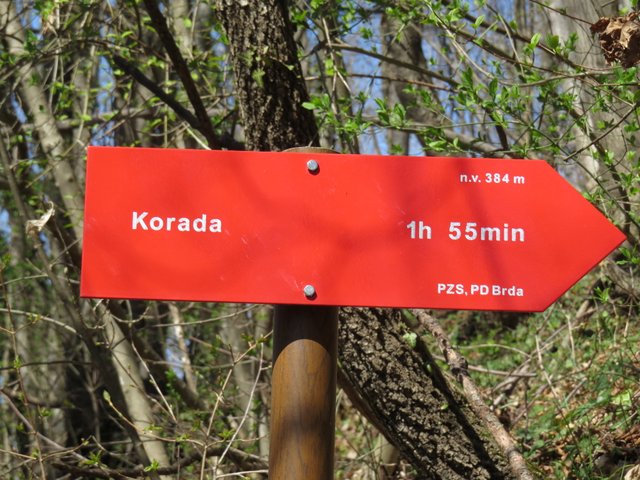 n.v. 384 m
Korada 1h 55min
PZS, PD Brda